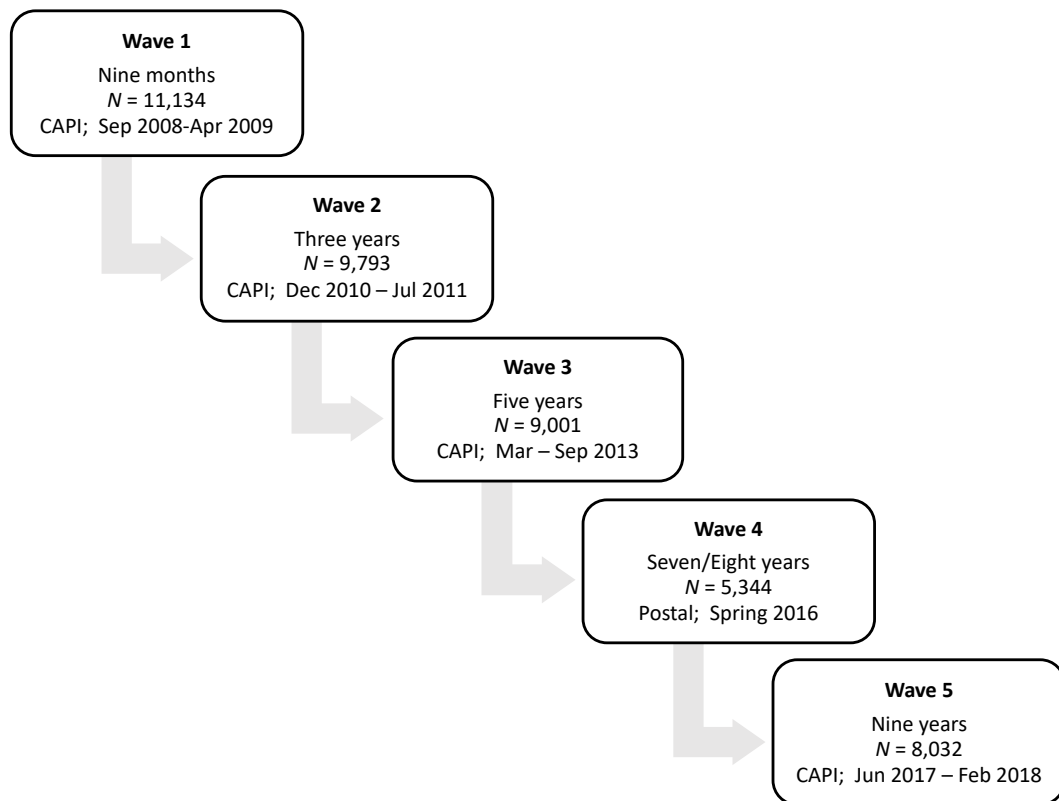 Wave 1
Nine months
N = 11,134
CAPI;  Sep 2008-Apr 2009
Wave 2
Three years
N = 9,793
CAPI;  Dec 2010 – Jul 2011
Wave 3
Five years
N = 9,001
CAPI;  Mar – Sep 2013
Wave 4
Seven/Eight years
N = 5,344
Postal;  Spring 2016
Wave 5
Nine years
N = 8,032
CAPI;  Jun 2017 – Feb 2018